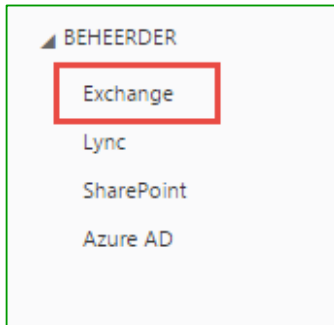 BEHEERDER
Exchange
Lync
SharePoint
Azure AD